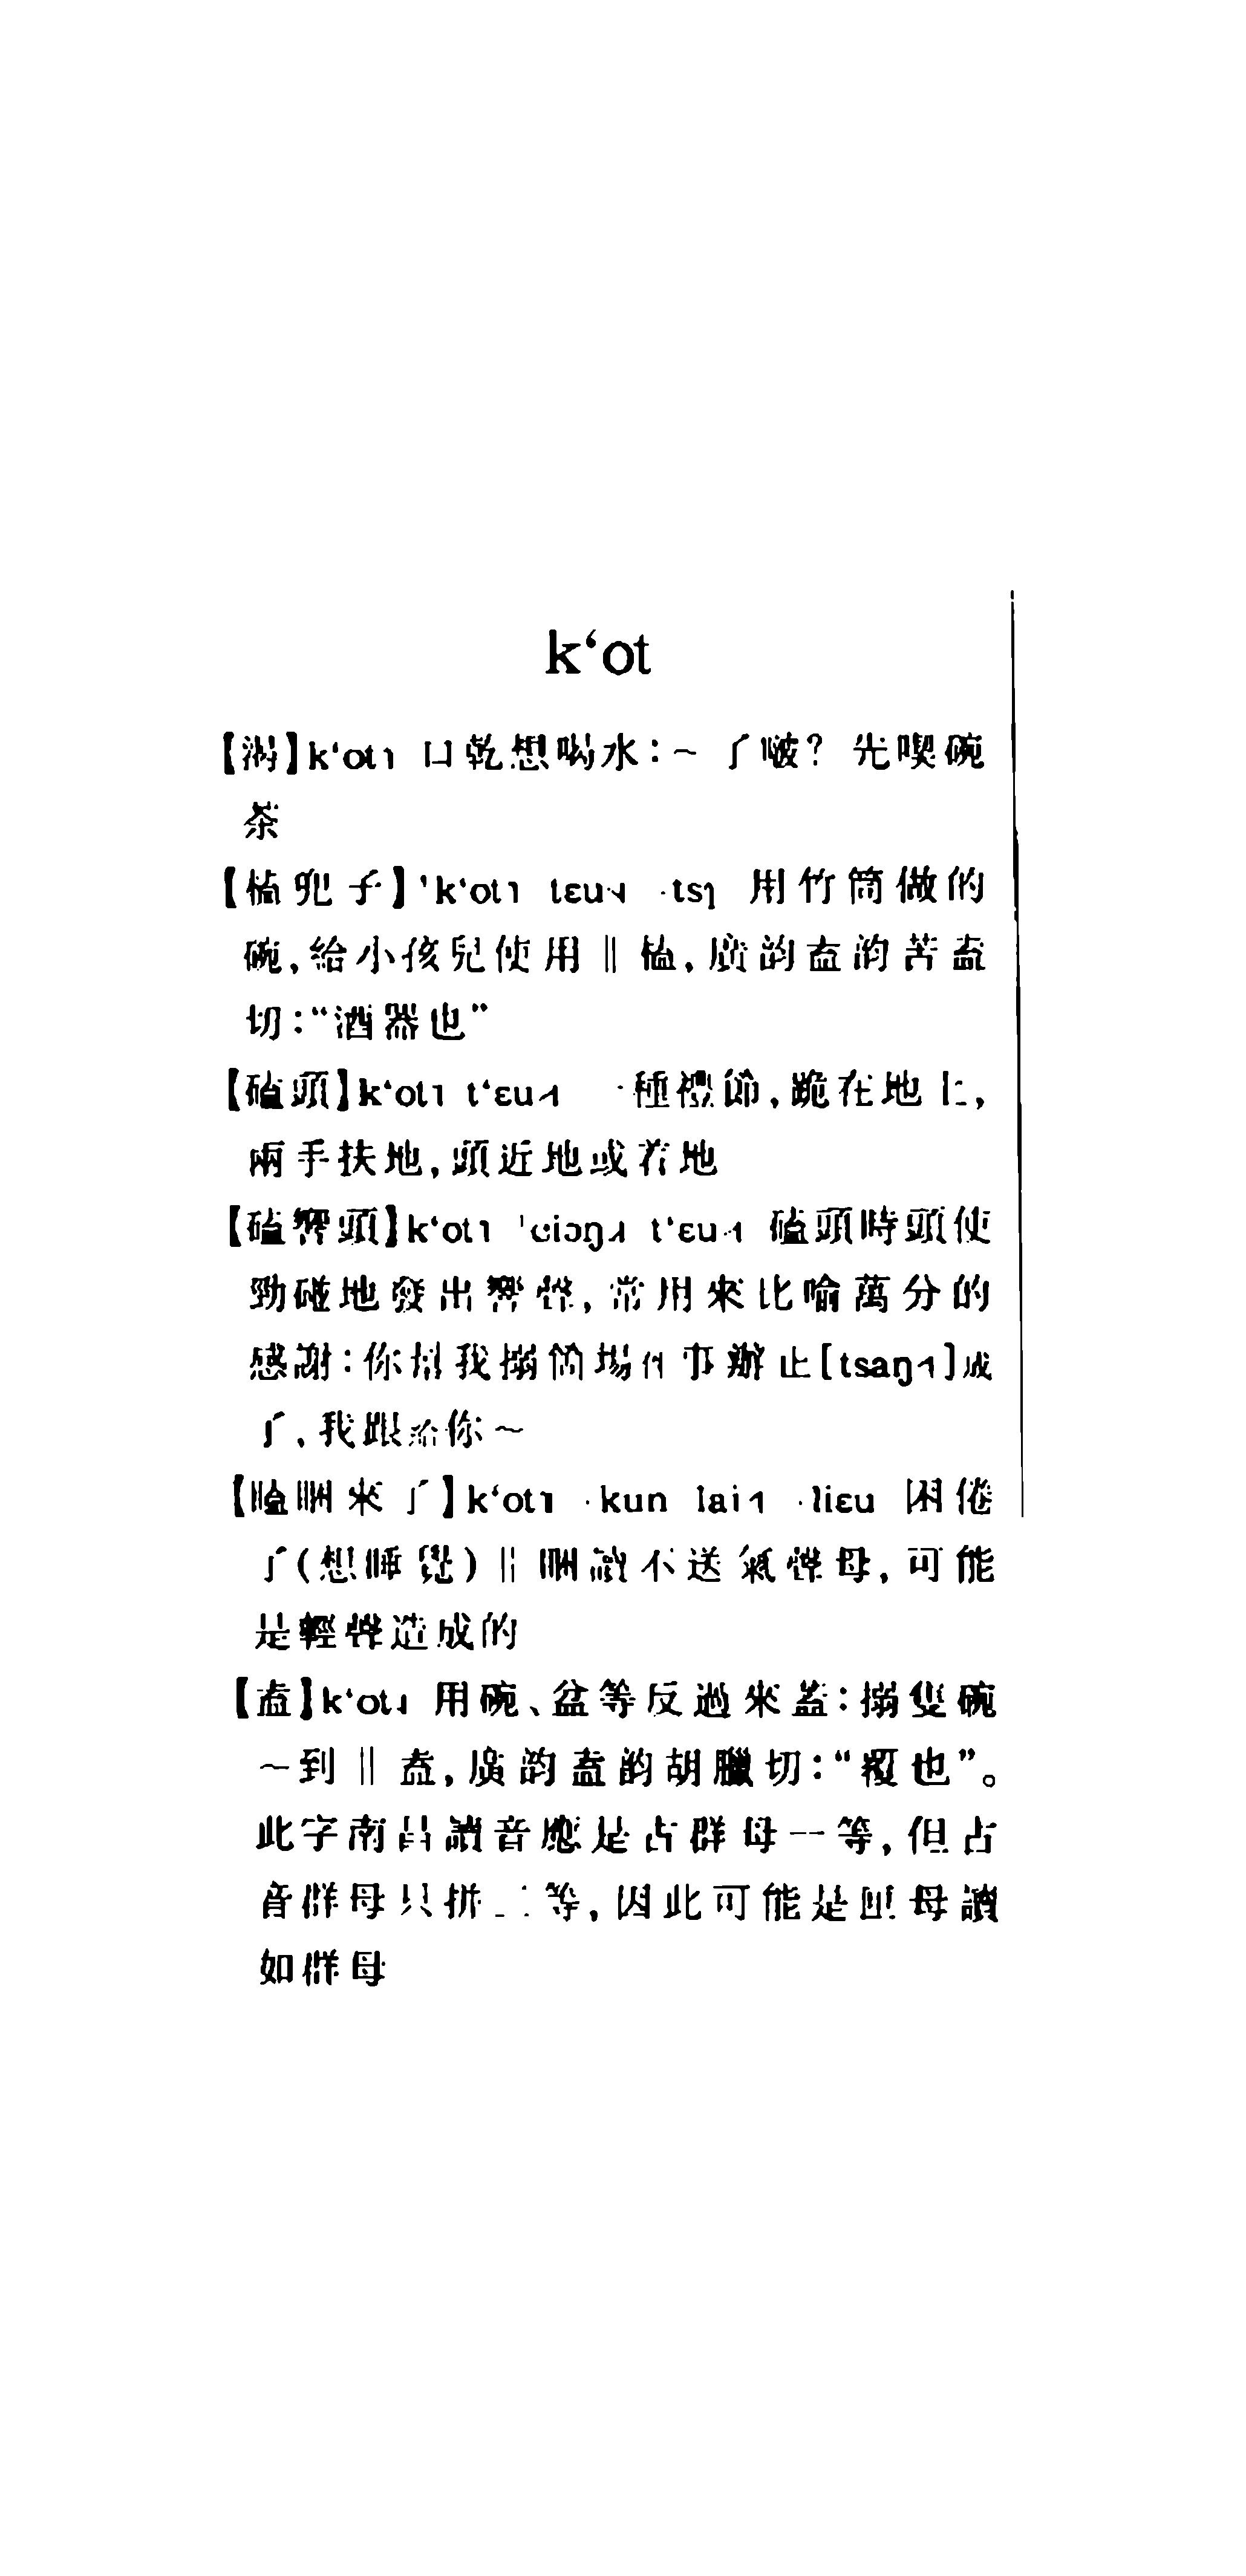 k‘ot
【渴】k‘ot˥ 口乾想喝水：～了啵？先喫碗
茶
【榼兜子】'k‘ot˥ tɛu ·tsɿ 用竹筒做的
碗，給小孩兒使用‖榼，廣韵盍韵苦盍
切：“酒器也”
【磕頭】k‘ot˥ t‘ɛu 一種禮節，跪在地上，
兩手扶地，頭近地或着地
【磕響頭】k‘ot˥ 'ɕiɔŋ t‘ɛu 磕頭時頭使
勁碰地發出響聲，常用來比喻萬分的
感謝：你幫我搦箇場件事辦正[tsaŋ]成
了，我跟給你～
【瞌睏來了】k‘ot˥ ·kun lai ·liɛu 困倦
了(想睡覺)‖睏讀不送氣聲母，可能
是輕聲造成的
【盍】k‘ot 用碗、盆等反過來蓋：搦隻碗
～到‖盍，廣韵盍韵胡臘切：“覆也”。
此字南昌讀音應是古群母一等，但古
音群母只拼三等，因此可能是匣母讀
如群母